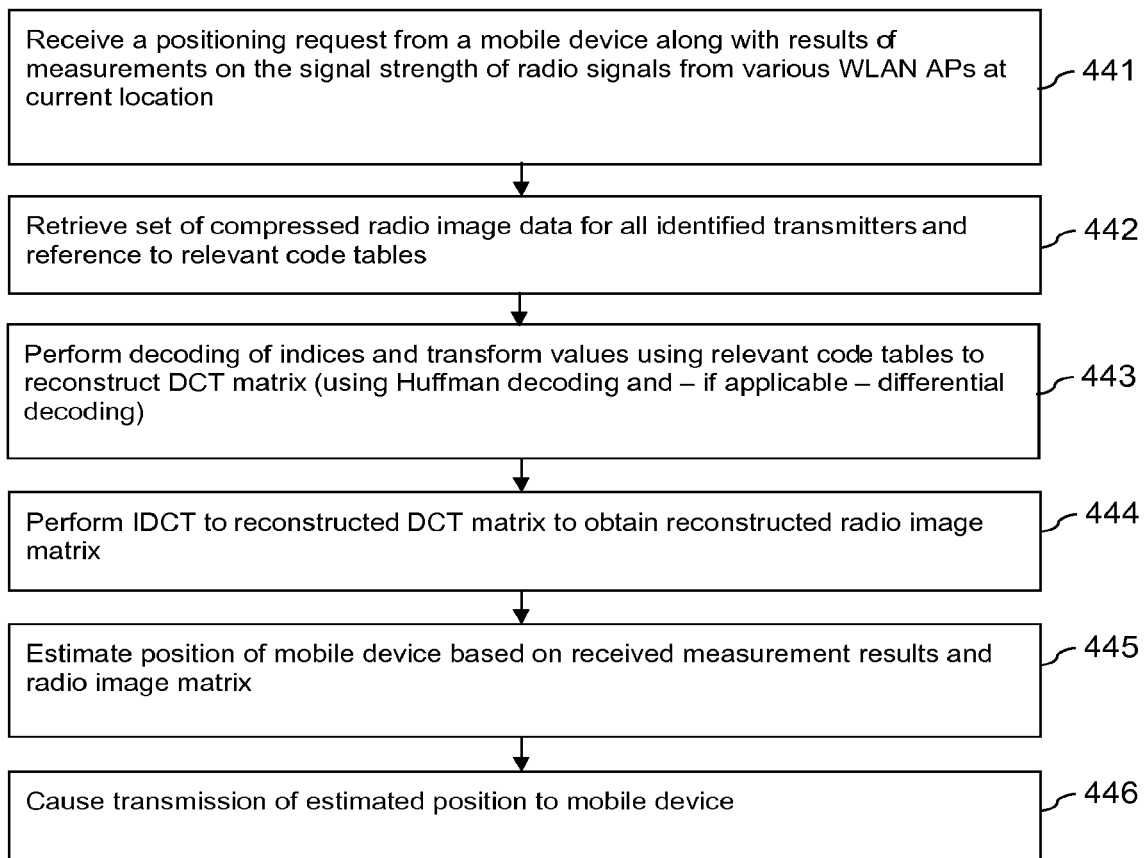 Receive a positioning request from a mobile device along with results of
measurements on the signal strength of radio signals from various WLAN APs at
current location
441
Retrieve set of compressed radio image data for all identified transmitters and
reference to relevant code tables
442
Perform decoding of indices and transform values using relevant code tables to
reconstruct DCT matrix (using Huffman decoding and – if applicable – differential
decoding)
443
Perform IDCT to reconstructed DCT matrix to obtain reconstructed radio image
matrix
444
Estimate position of mobile device based on received measurement results and
radio image matrix
445
Cause transmission of estimated position to mobile device
446